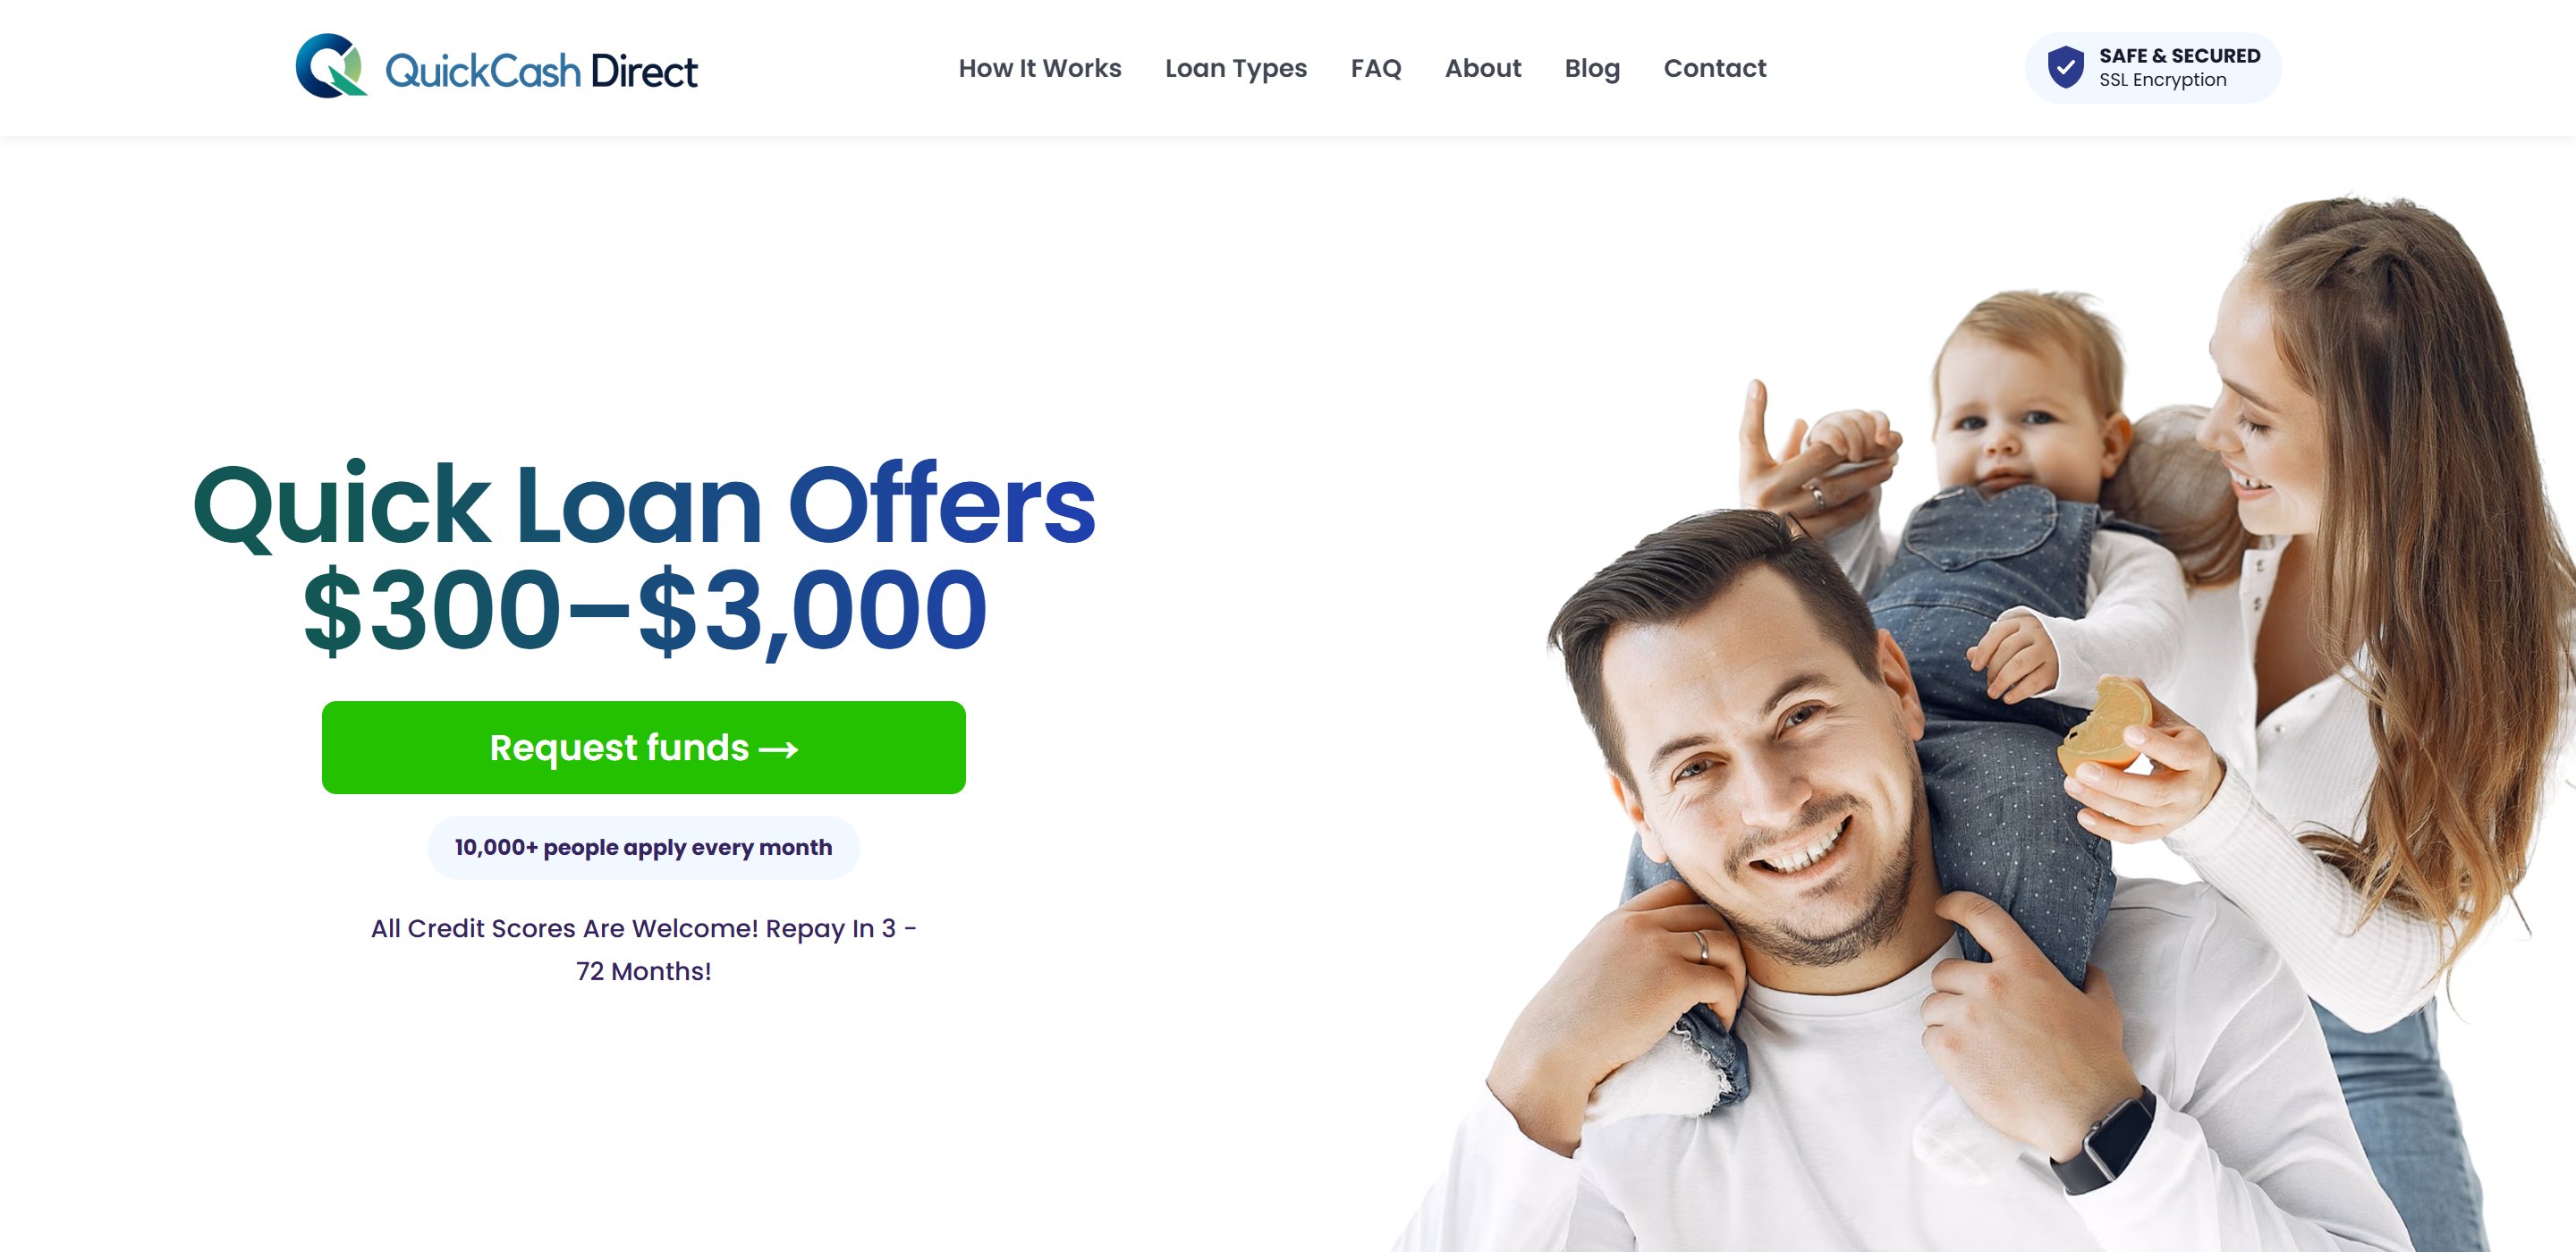 QuickCash Direct
How It Works
Loan Types
FAQ
About
Blog
Contact
SAFE & SECURED
SSL Encryption
Quick Loan Offers
$300–$3,000
Request funds →
10,000+ people apply every month
All Credit Scores Are Welcome! Repay In 3 -
72 Months!